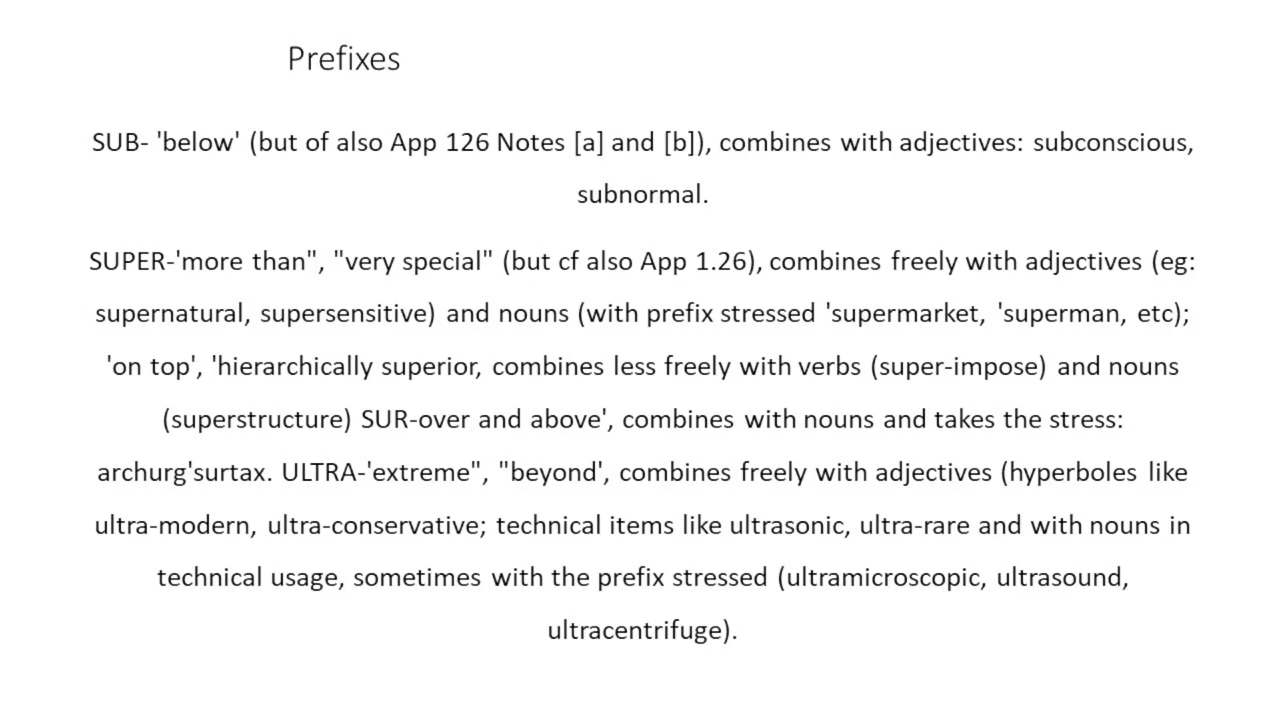 Prefixes
SUB- 'below' (but of also App 126 Notes [a] and [b]), combines with adjectives: subconscious,
subnormal.
SUPER-'more than", "very special" (but cf also App 1.26), combines freely with adjectives (eg:
supernatural, supersensitive) and nouns (with prefix stressed 'supermarket, 'superman, etc);
'on top', 'hierarchically superior, combines less freely with verbs (super-impose) and nouns
(superstructure) SUR-over and above', combines with nouns and takes the stress:
archurg'surtax. ULTRA-'extreme", "beyond', combines freely with adjectives (hyperboles like
ultra-modern, ultra-conservative; technical items like ultrasonic, ultra-rare and with nouns in
technical usage, sometimes with the prefix stressed (ultramicroscopic, ultrasound,
ultracentrifuge).